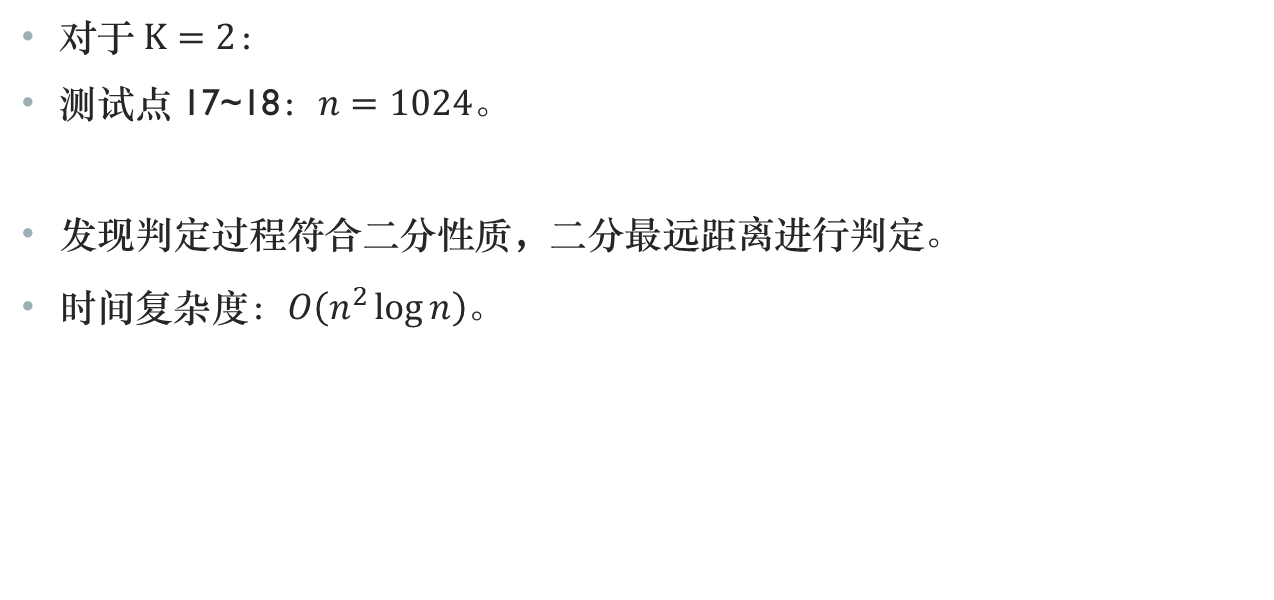 • 对于 K = 2：
• 测试点 17~18：n = 1024。
• 发现判定过程符合二分性质，二分最远距离进行判定。
• 时间复杂度：O(n² log n)。